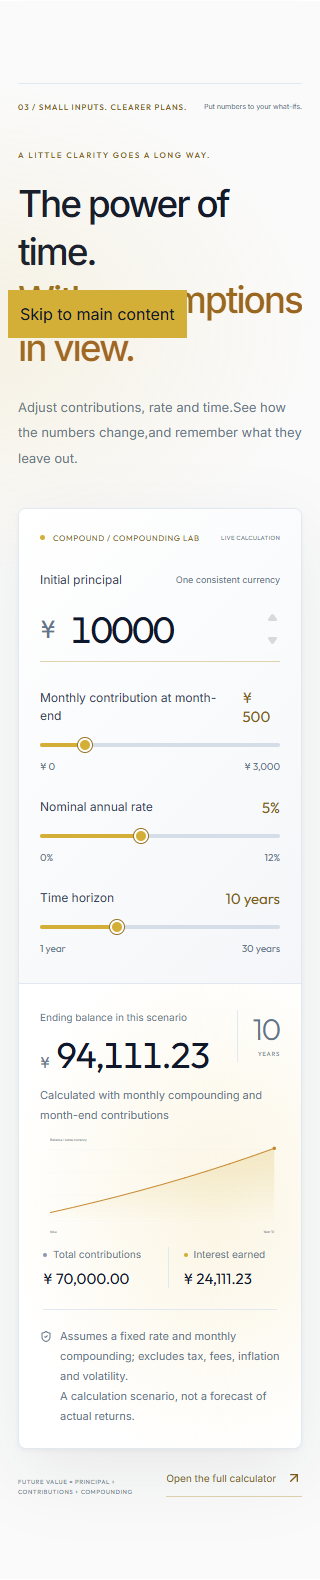 03 / SMALL INPUTS. CLEARER PLANS.
Put numbers to your what-ifs.
A LITTLE CLARITY GOES A LONG WAY.
The power of
time.
Skip to main content
in view.
Adjust contributions, rate and time.See how
the numbers change,and remember what they
leave out.
COMPOUND / COMPOUNDING LAB
LIVE CALCULATION
Initial principal
One consistent currency
¥ 10000
Monthly contribution at month-
end
¥
500
¥ 0
¥ 3,000
Nominal annual rate
5%
0%
12%
Time horizon
10 years
1 year
30 years
Ending balance in this scenario
¥ 94,111.23
10
YEARS
Calculated with monthly compounding and
month-end contributions
Total contributions
¥ 70,000.00
Interest earned
¥ 24,111.23
Assumes a fixed rate and monthly
compounding; excludes tax, fees, inflation
and volatility.
A calculation scenario, not a forecast of
actual returns.
FUTURE VALUE = PRINCIPAL +
CONTRIBUTIONS + COMPOUNDING
Open the full calculator